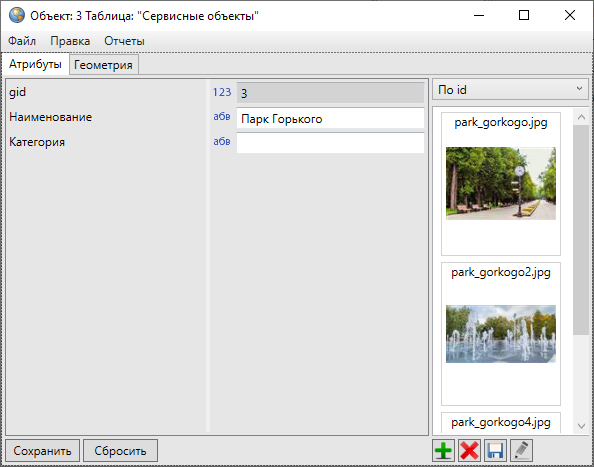 Объект: 3 Таблица: "Сервисные объекты"
Файл Правка Отчеты
Атрибуты Геометрия
gid 123 3
Наименование абв Парк Горького
Категория абв
По id
park_gorkogo.jpg
park_gorkogo2.jpg
park_gorkogo4.jpg
Сохранить Сбросить